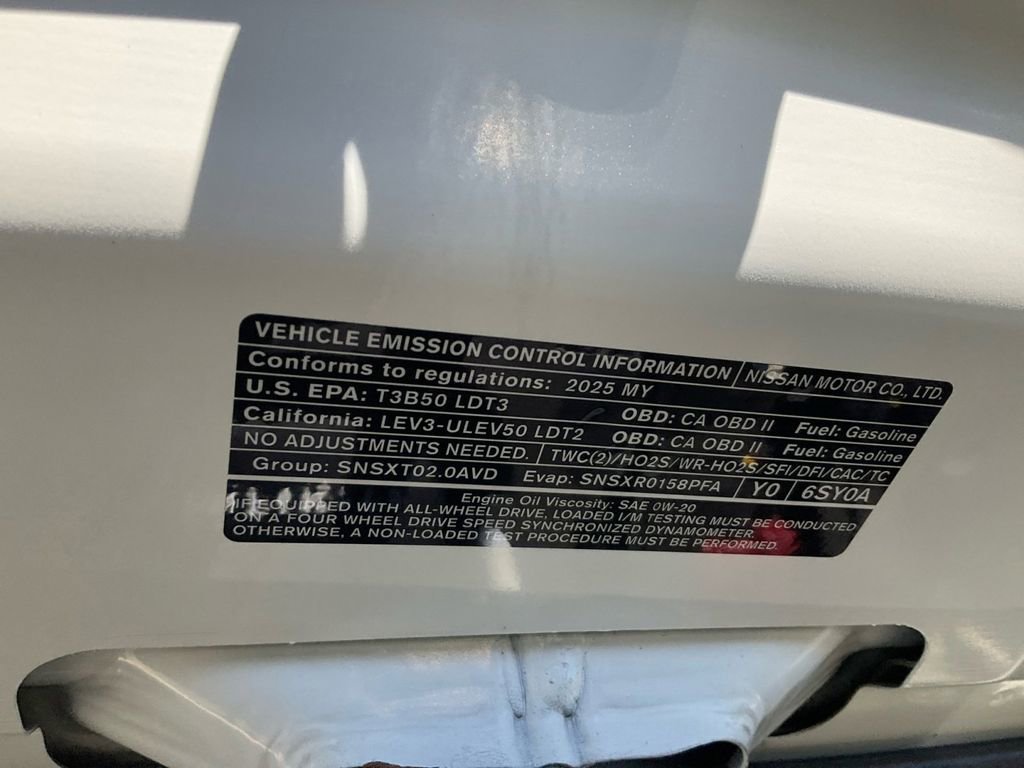 VEHICLE EMISSION CONTROL INFORMATION | NISSAN MOTOR CO., LTD.
Conforms to regulations: 2025 MY
U.S. EPA: T3B50 LDT3 OBD: CA OBD II Fuel: Gasoline
California: LEV3-ULEV50 LDT2 OBD: CA OBD II Fuel: Gasoline
NO ADJUSTMENTS NEEDED. | TWC(2)/HO2S/WR-HO2S/SFI/DFI/CAC/TC
Group: SNSXT02.0AVD Evap: SNSXR0158PFA | Y0 | 6SY0A
Engine Oil Viscosity: SAE 0W-20
IF EQUIPPED WITH ALL-WHEEL DRIVE, LOADED I/M TESTING MUST BE CONDUCTED
ON A FOUR WHEEL DRIVE SPEED SYNCHRONIZED DYNAMOMETER.
OTHERWISE, A NON-LOADED TEST PROCEDURE MUST BE PERFORMED.